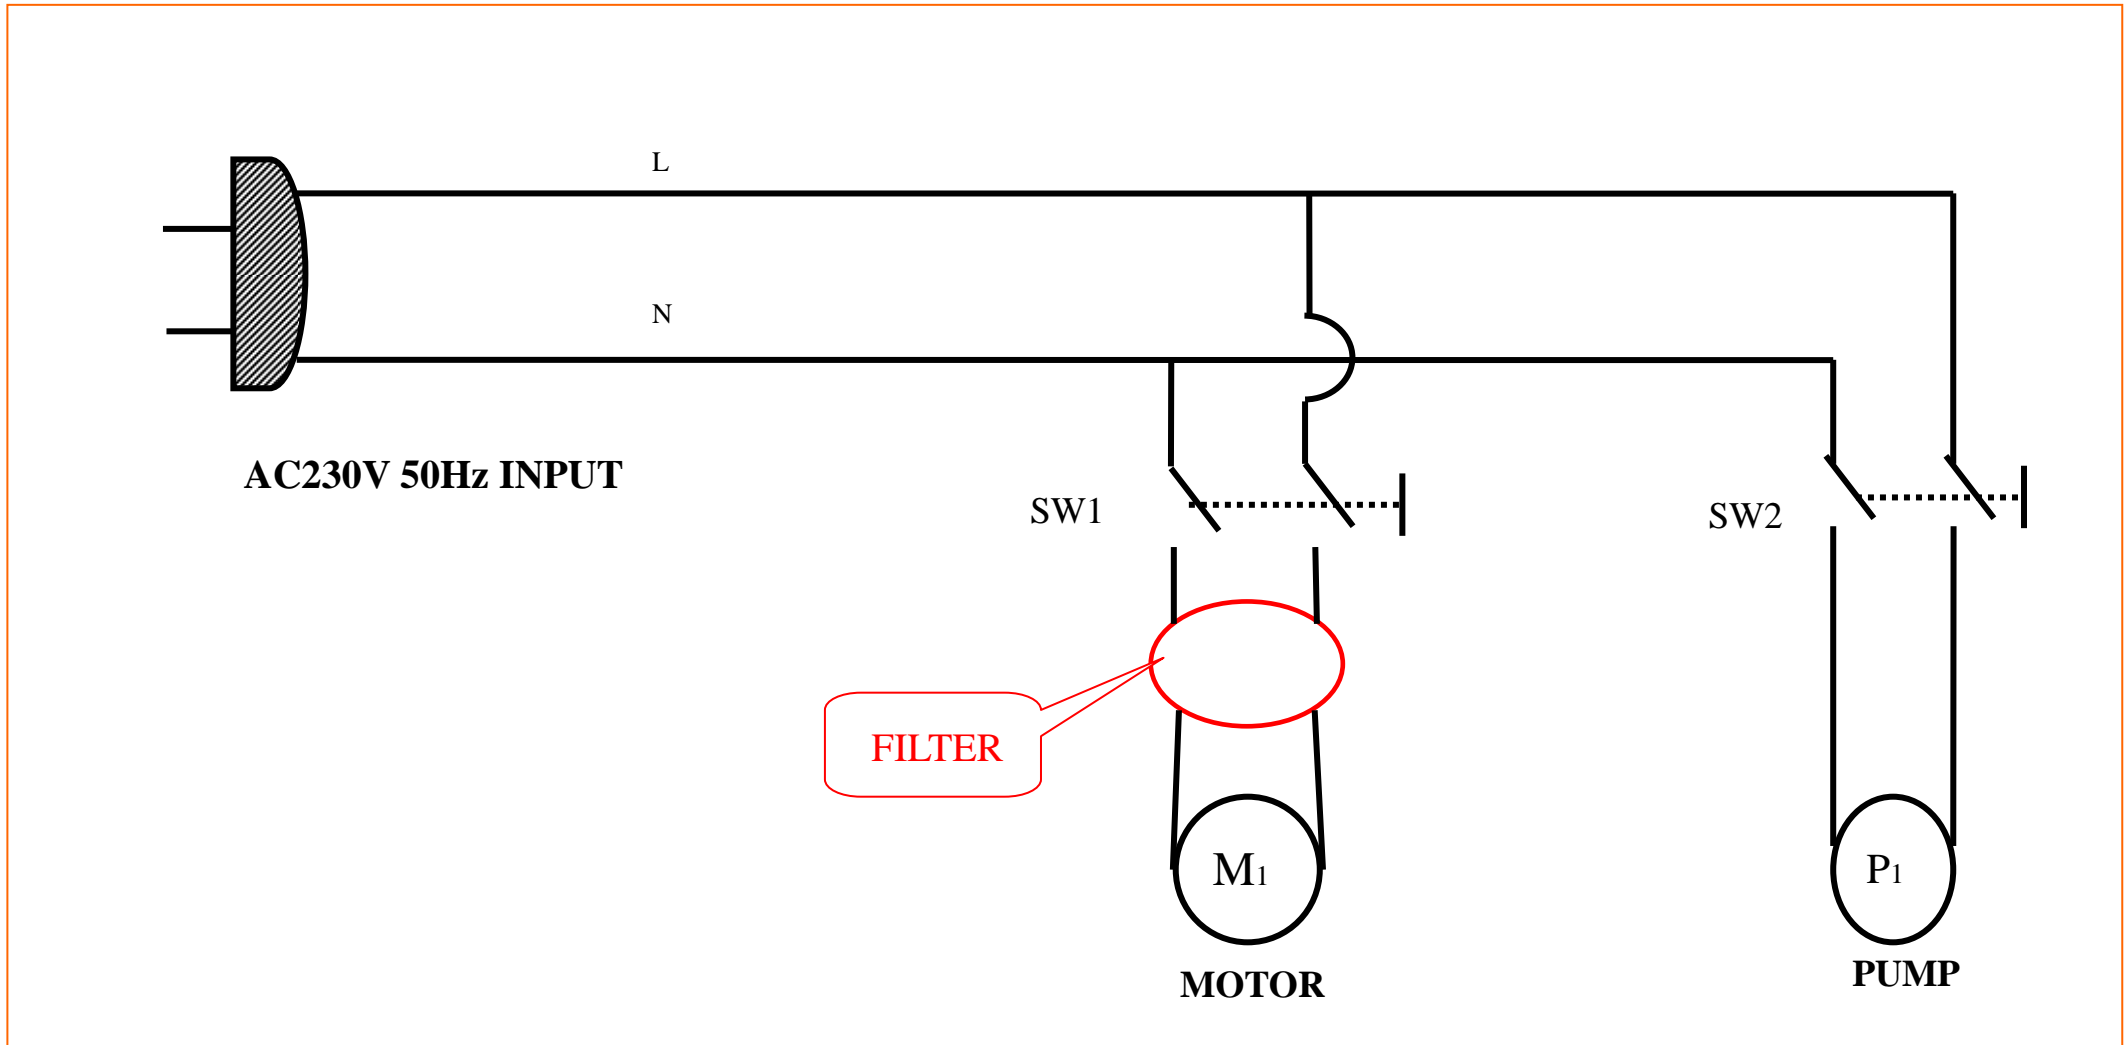 L
N
AC230V 50Hz INPUT
SW1
SW2
FILTER
M1
P1
MOTOR
PUMP